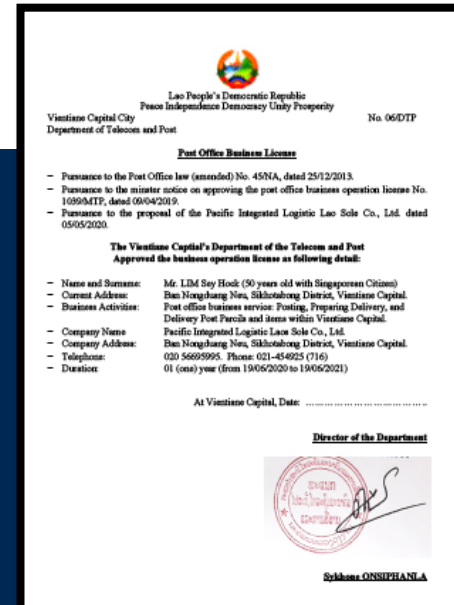 Lao People's Democratic Republic
Peace Independence Democracy Unity Prosperity
Vientiane Capital City No. 06/DTP
Department of Telecom and Post
Post Office Business License
– Pursuance to the Post Office law (amended) No. 45/NA, dated 25/12/2013.
– Pursuance to the minster notice on approving the post office business operation license No.
1039/MTP, dated 09/04/2019.
– Pursuance to the proposal of the Pacific Integrated Logistic Lao Sole Co., Ltd. dated
05/05/2020.
The Vientiane Captial's Department of the Telecom and Post
Approved the business operation license as following detail:
– Name and Surname: Mr. LIM Sey Hock (50 years old with Singaporean Citizen)
– Current Address: Ban Nongduang Neu, Sikhotabong District, Vientiane Capital.
– Business Activities: Post office business service: Posting, Preparing Delivery, and
Delivery Post Parcils and items within Vientiane Capital.
– Company Name Pacific Integrated Logistic Laos Sole Co., Ltd.
– Company Address: Ban Nongduang Neu, Sikhotabong District, Vientiane Capital.
– Telephone: 020 56695995. Phone: 021-454925 (716)
– Duration: 01 (one) year (from 19/06/2020 to 19/06/2021)
At Vientiane Capital, Date: ……………………………..
Director of the Department
Sykhone ONSIPHANLA